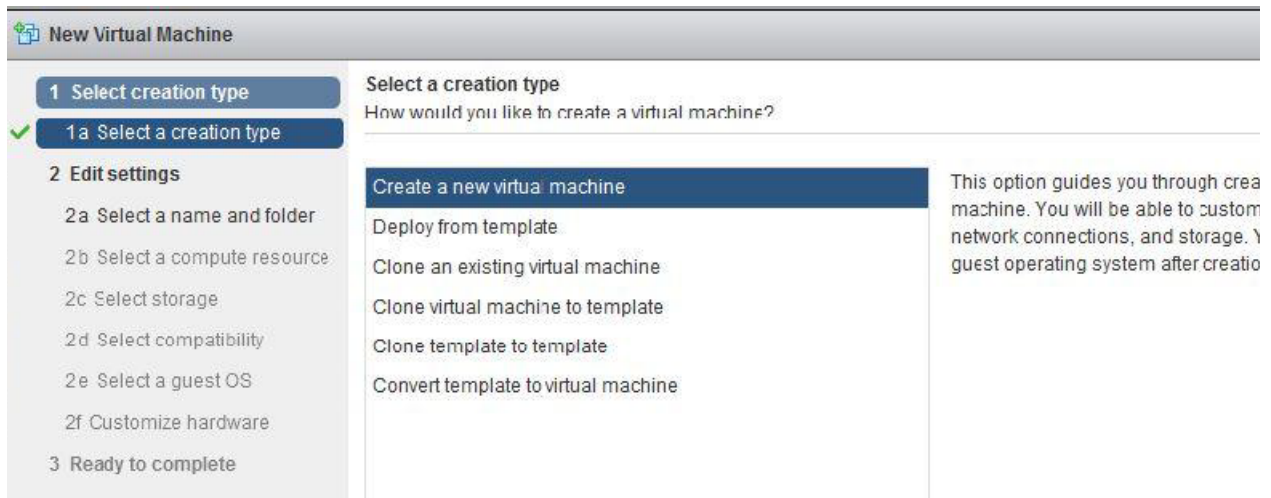 New Virtual Machine
1 Select creation type
1a Select a creation type
2 Edit settings
2a Select a name and folder
2b Select a compute resource
2c Select storage
2d Select compatibility
2e Select a guest OS
2f Customize hardware
3 Ready to complete
Select a creation type
How would you like to create a virtual machine?
Create a new virtual machine
Deploy from template
Clone an existing virtual machine
Clone virtual machine to template
Clone template to template
Convert template to virtual machine
This option guides you through crea
machine. You will be able to custom
network connections, and storage. Y
guest operating system after creatio